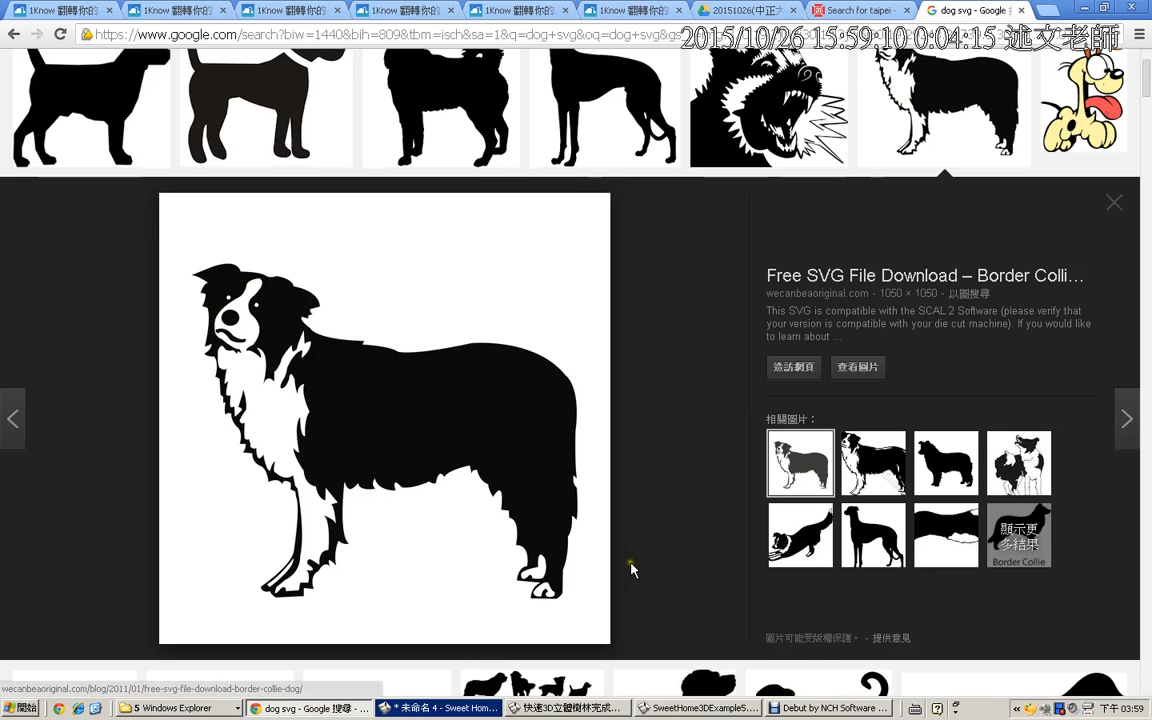 1Know 翻轉你的
1Know 翻轉你的
1Know 翻轉你的
1Know 翻轉你的
1Know 翻轉你的
1Know 翻轉你的
20151026(中正大
Search for taipei -
dog svg - Google
https://www.google.com/search?biw=1440&bih=809&tbm=isch&sa=1&q=dog+svg&oq=dog+svg&gs
2015/10/26 15:59:10 0:04:15 述文老師
Free SVG File Download – Border Colli...
wecanbeaoriginal.com - 1050 × 1050 - 以圖搜尋
This SVG is compatible with the SCAL 2 Software (please verify that
your version is compatible with your die cut machine). If you would like
to learn about ...
造訪網頁
查看圖片
相關圖片：
顯示更
多結果
Border Collie
圖片可能受版權保護。 - 提供意見
wecanbeaoriginal.com/blog/2011/01/free-svg-file-download-border-collie-dog/
開始
5 Windows Explorer
dog svg - Google 搜尋 - ...
* 未命名 4 - Sweet Hom...
快速3D立體樹林完成...
SweetHome3DExample5...
Debut by NCH Software ...
下午 03:59